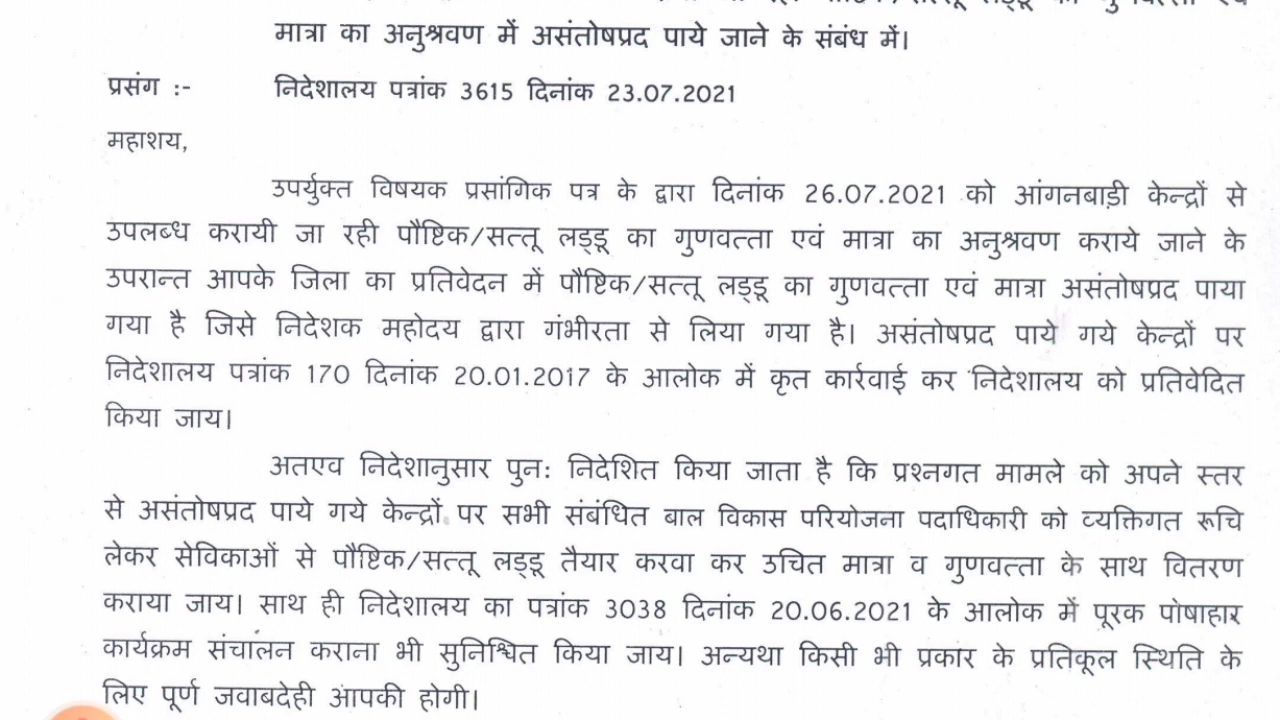 मात्रा का अनुश्रवण में असंतोषप्रद पाये जाने के संबंध में।
प्रसंग :- निदेशालय पत्रांक 3615 दिनांक 23.07.2021
महाशय,
उपर्युक्त विषयक प्रसांगिक पत्र के द्वारा दिनांक 26.07.2021 को आंगनबाड़ी केन्द्रों से
उपलब्ध करायी जा रही पौष्टिक/सत्तू लड्डू का गुणवत्ता एवं मात्रा का अनुश्रवण कराये जाने के
उपरान्त आपके जिला का प्रतिवेदन में पौष्टिक/सत्तू लड्डू का गुणवत्ता एवं मात्रा असंतोषप्रद पाया
गया है जिसे निदेशक महोदय द्वारा गंभीरता से लिया गया है। असंतोषप्रद पाये गये केन्द्रों पर
निदेशालय पत्रांक 170 दिनांक 20.01.2017 के आलोक में कृत कार्रवाई कर निदेशालय को प्रतिवेदित
किया जाय।
अतएव निदेशानुसार पुनः निदेशित किया जाता है कि प्रश्नगत मामले को अपने स्तर
से असंतोषप्रद पाये गये केन्द्रों पर सभी संबंधित बाल विकास परियोजना पदाधिकारी को व्यक्तिगत रूचि
लेकर सेविकाओं से पौष्टिक/सत्तू लड्डू तैयार करवा कर उचित मात्रा व गुणवत्ता के साथ वितरण
कराया जाय। साथ ही निदेशालय का पत्रांक 3038 दिनांक 20.06.2021 के आलोक में पूरक पोषाहार
कार्यक्रम संचालन कराना भी सुनिश्चित किया जाय। अन्यथा किसी भी प्रकार के प्रतिकूल स्थिति के
लिए पूर्ण जवाबदेही आपकी होगी।